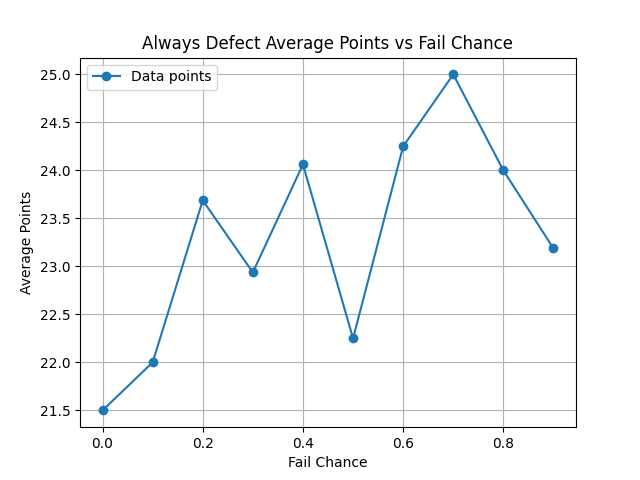 Always Defect Average Points vs Fail Chance
Data points
25.0
24.5
24.0
23.5
23.0
22.5
22.0
21.5
Average Points
0.0 0.2 0.4 0.6 0.8
Fail Chance